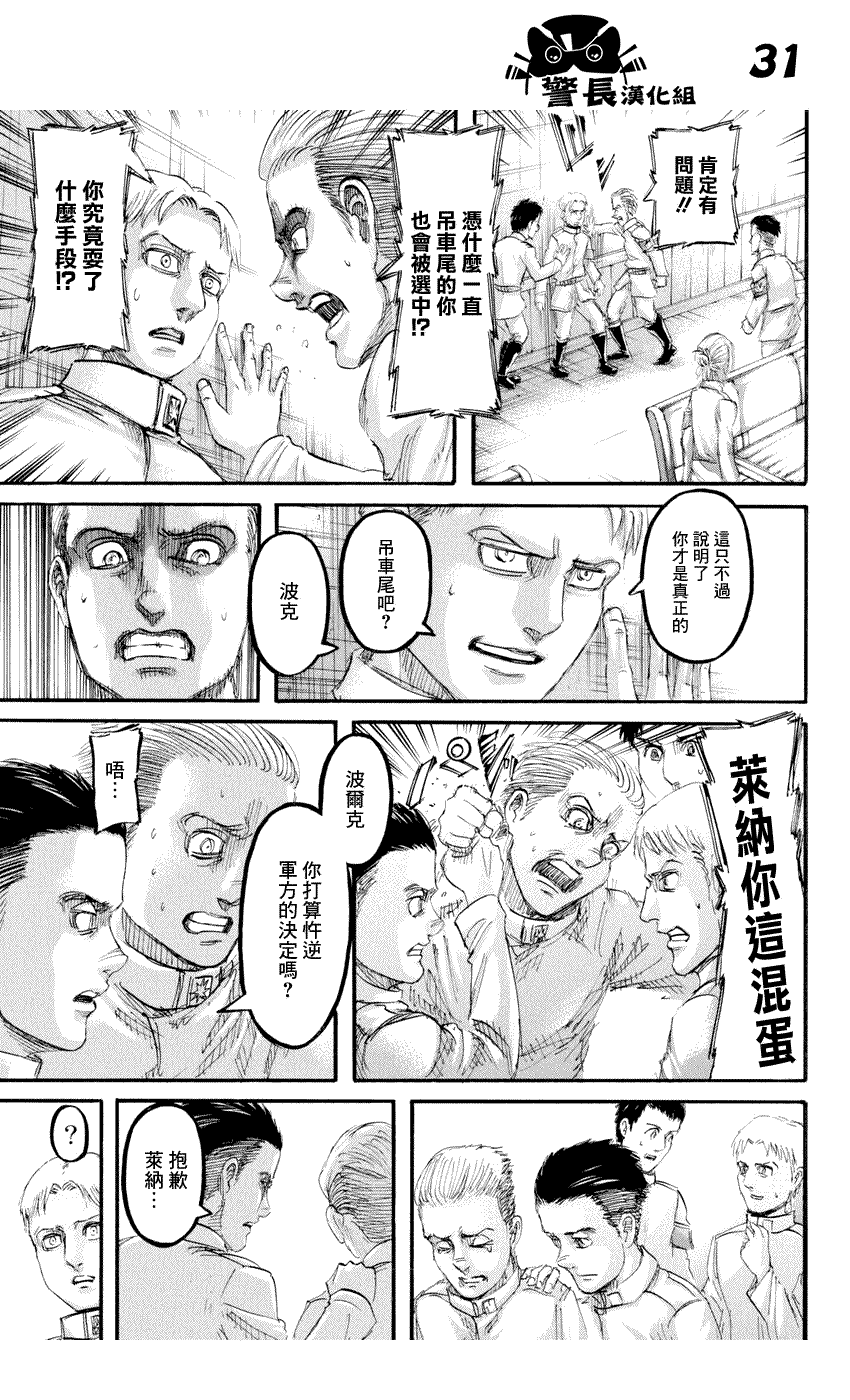 警長漢化組
31
肯定有
問題!!
憑什麼一直
吊車尾的你
也會被選中!?
你究竟耍了
什麼手段!?
這只不過
說明了
你才是真正的
吊車尾吧?
波克
萊納你這混蛋
波爾克
你打算忤逆
軍方的決定嗎?
唔…
抱歉
萊納…
?